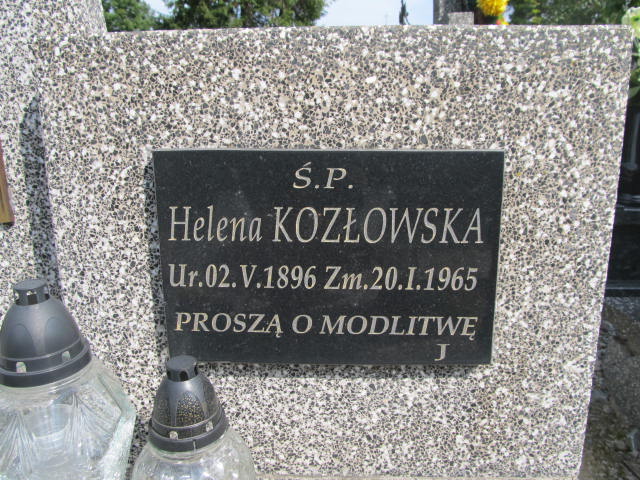 Ś.P.
Helena KOZŁOWSKA
Ur.02.V.1896 Zm.20.I.1965
PROSZĄ O MODLITWĘ
J